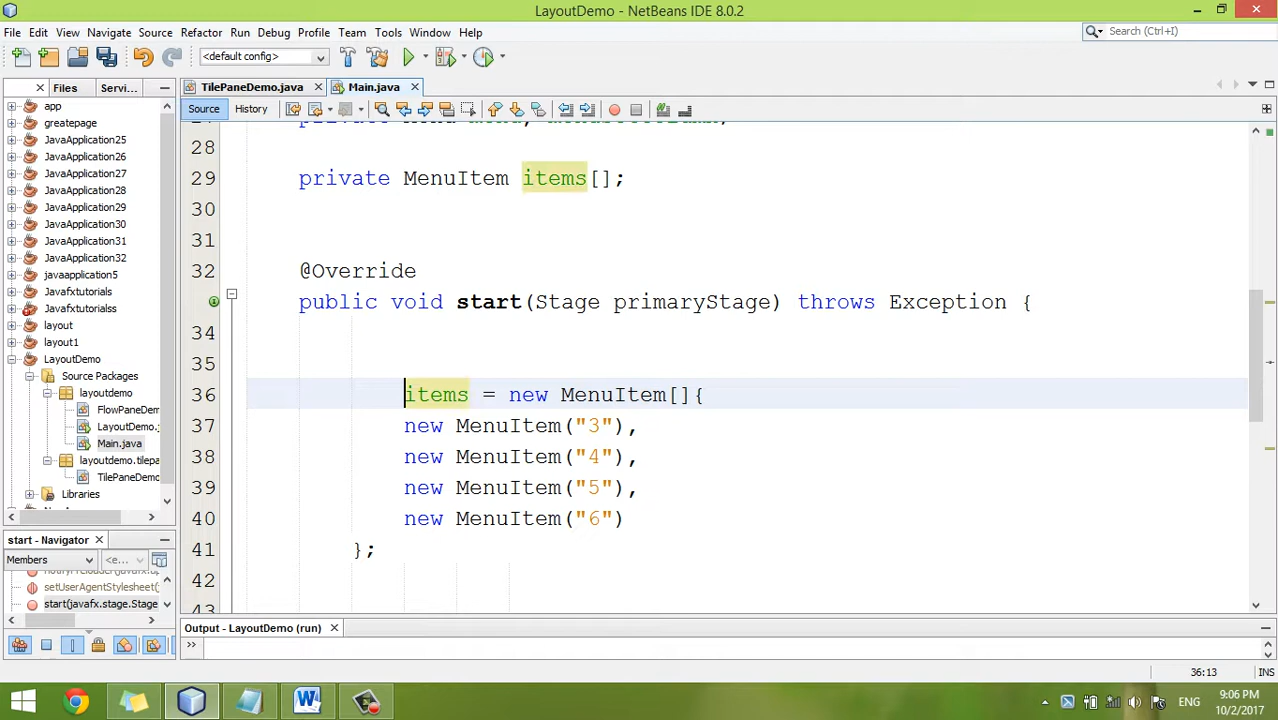 LayoutDemo - NetBeans IDE 8.0.2
File Edit View Navigate Source Refactor Run Debug Profile Team Tools Window Help
Search (Ctrl+I)
<default config>
Files Servi...
TilePaneDemo.java Main.java
Source History
app
greatepage
JavaApplication25
JavaApplication26
JavaApplication27
JavaApplication28
JavaApplication29
JavaApplication30
JavaApplication31
JavaApplication32
javaapplication5
Javafxtutorials
Javafxtutorialss
layout
layout1
LayoutDemo
Source Packages
layoutdemo
FlowPaneDem
LayoutDemo.j
Main.java
layoutdemo.tilepa
TilePaneDemo
Libraries
28
29 private MenuItem items[];
30
31
32 @Override
public void start(Stage primaryStage) throws Exception {
34
35
36 items = new MenuItem[]{
37 new MenuItem("3"),
38 new MenuItem("4"),
39 new MenuItem("5"),
40 new MenuItem("6")
41 };
42
43
start - Navigator
Members <e...
setUserAgentStylesheet(j
start(javafx.stage.Stage
Output - LayoutDemo (run)
36:13 INS
ENG
9:06 PM
10/2/2017